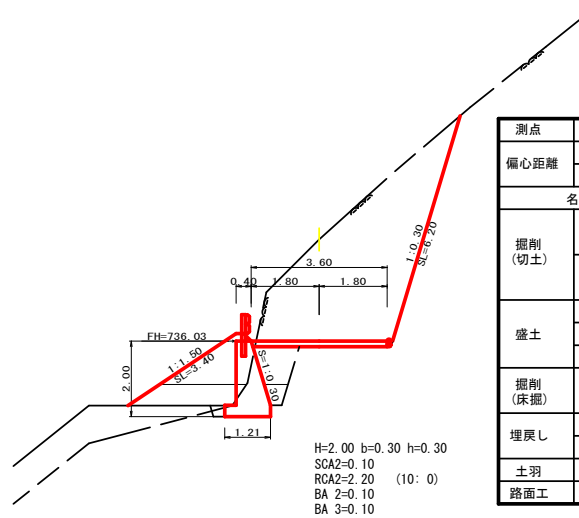 3.60
0.40
1.80
1.80
1:0.30
SL=6.20
FH=736.03
1:1.50
SL=3.40
S=1:0.30
2.00
1.21
H=2.00 b=0.30 h=0.30
SCA2=0.10
RCA2=2.20 (10: 0)
BA 2=0.10
BA 3=0.10
測点
偏心距離
名
掘削
(切土)
盛土
掘削
(床掘)
埋戻し
土羽
路面工